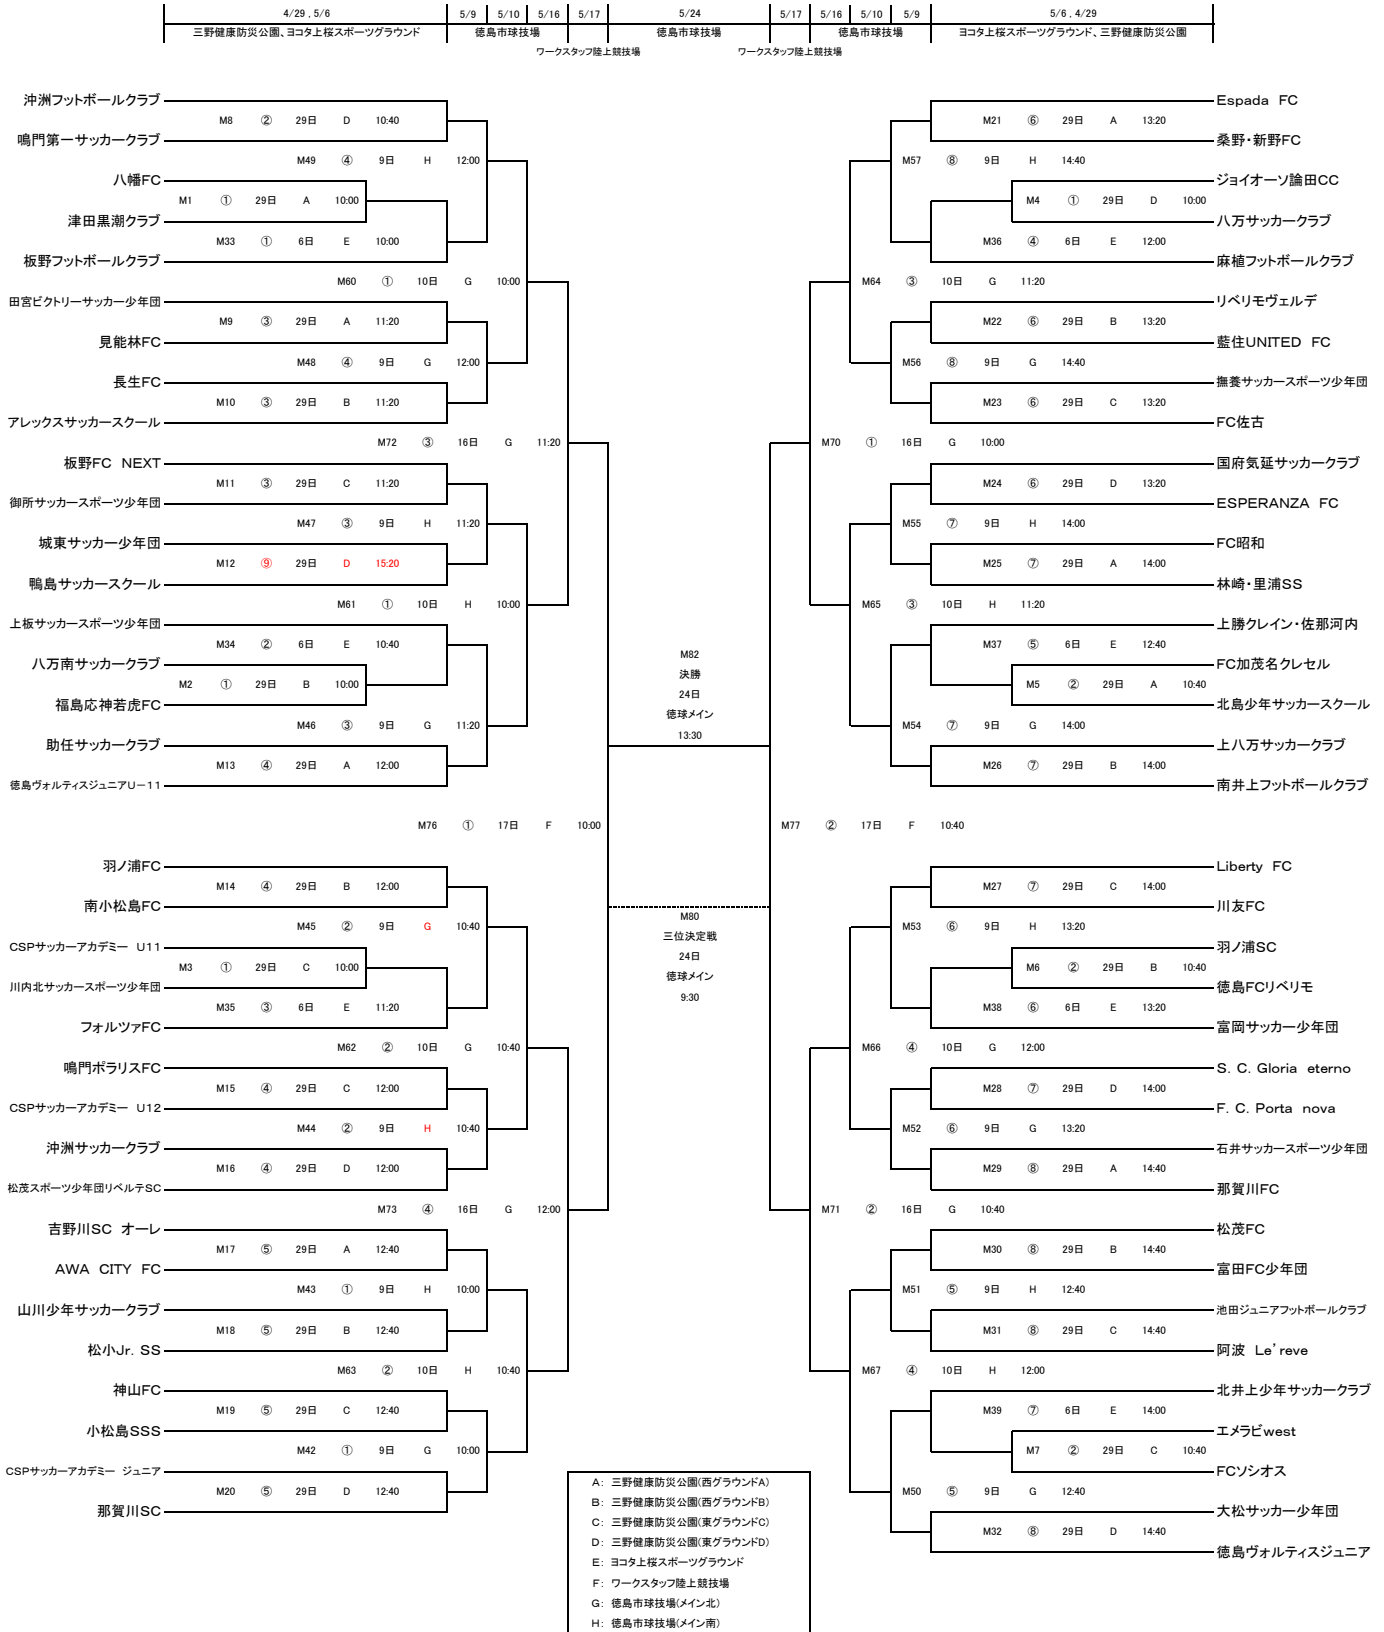 4/29 , 5/6 5/9 5/10 5/16 5/17 5/24 5/17 5/16 5/10 5/9 5/6 , 4/29
三野健康防災公園、ヨコタ上桜スポーツグラウンド 徳島市球技場 徳島市球技場 徳島市球技場 ヨコタ上桜スポーツグラウンド、三野健康防災公園
ワークスタッフ陸上競技場 ワークスタッフ陸上競技場
沖洲フットボールクラブ
M8 ② 29日 D 10:40
鳴門第一サッカークラブ
M49 ④ 9日 H 12:00
八幡FC
M1 ① 29日 A 10:00
津田黒潮クラブ
M33 ① 6日 E 10:00
板野フットボールクラブ
M60 ① 10日 G 10:00
田宮ビクトリーサッカー少年団
M9 ③ 29日 A 11:20
見能林FC
M48 ④ 9日 G 12:00
長生FC
M10 ③ 29日 B 11:20
アレックスサッカースクール
M72 ③ 16日 G 11:20
板野FC NEXT
M11 ③ 29日 C 11:20
御所サッカースポーツ少年団
M47 ③ 9日 H 11:20
城東サッカー少年団
M12 ⑨ 29日 D 15:20
鴨島サッカースクール
M61 ① 10日 H 10:00
上板サッカースポーツ少年団
M34 ② 6日 E 10:40
八万南サッカークラブ
M2 ① 29日 B 10:00
福島応神若虎FC
M46 ③ 9日 G 11:20
助任サッカークラブ
M13 ④ 29日 A 12:00
徳島ヴォルティスジュニアU-11
M76 ① 17日 F 10:00
羽ノ浦FC
M14 ④ 29日 B 12:00
南小松島FC
M45 ② 9日 G 10:40
CSPサッカーアカデミー U11
M3 ① 29日 C 10:00
川内北サッカースポーツ少年団
M35 ③ 6日 E 11:20
フォルツァFC
M62 ② 10日 G 10:40
鳴門ポラリスFC
M15 ④ 29日 C 12:00
CSPサッカーアカデミー U12
M44 ② 9日 H 10:40
沖洲サッカークラブ
M16 ④ 29日 D 12:00
松茂スポーツ少年団リベルテSC
M73 ④ 16日 G 12:00
吉野川SC オーレ
M17 ⑤ 29日 A 12:40
AWA CITY FC
M43 ① 9日 H 10:00
山川少年サッカークラブ
M18 ⑤ 29日 B 12:40
松小Jr. SS
M63 ② 10日 H 10:40
神山FC
M19 ⑤ 29日 C 12:40
小松島SSS
M42 ① 9日 G 10:00
CSPサッカーアカデミー ジュニア
M20 ⑤ 29日 D 12:40
那賀川SC
M82
決勝
24日
徳球メイン
13:30
M80
三位決定戦
24日
徳球メイン
9:30
Espada FC
M21 ⑥ 29日 A 13:20
桑野・新野FC
M57 ⑧ 9日 H 14:40
ジョイオーソ論田CC
M4 ① 29日 D 10:00
八万サッカークラブ
M36 ④ 6日 E 12:00
麻植フットボールクラブ
M64 ③ 10日 G 11:20
リベリモヴェルデ
M22 ⑥ 29日 B 13:20
藍住UNITED FC
M56 ⑧ 9日 G 14:40
撫養サッカースポーツ少年団
M23 ⑥ 29日 C 13:20
FC佐古
M70 ① 16日 G 10:00
国府気延サッカークラブ
M24 ⑥ 29日 D 13:20
ESPERANZA FC
M55 ⑦ 9日 H 14:00
FC昭和
M25 ⑦ 29日 A 14:00
林崎・里浦SS
M65 ③ 10日 H 11:20
上勝クレイン・佐那河内
M37 ⑤ 6日 E 12:40
FC加茂名クレセル
M5 ② 29日 A 10:40
北島少年サッカースクール
M54 ⑦ 9日 G 14:00
上八万サッカークラブ
M26 ⑦ 29日 B 14:00
南井上フットボールクラブ
M77 ② 17日 F 10:40
Liberty FC
M27 ⑦ 29日 C 14:00
川友FC
M53 ⑥ 9日 H 13:20
羽ノ浦SC
M6 ② 29日 B 10:40
徳島FCリベリモ
M38 ⑥ 6日 E 13:20
富岡サッカー少年団
M66 ④ 10日 G 12:00
S. C. Gloria eterno
M28 ⑦ 29日 D 14:00
F. C. Porta nova
M52 ⑥ 9日 G 13:20
石井サッカースポーツ少年団
M29 ⑧ 29日 A 14:40
那賀川FC
M71 ② 16日 G 10:40
松茂FC
M30 ⑧ 29日 B 14:40
富田FC少年団
M51 ⑤ 9日 H 12:40
池田ジュニアフットボールクラブ
M31 ⑧ 29日 C 14:40
阿波 Le'reve
M67 ④ 10日 H 12:00
北井上少年サッカークラブ
M39 ⑦ 6日 E 14:00
エメラビwest
M7 ② 29日 C 10:40
FCソシオス
M50 ⑤ 9日 G 12:40
大松サッカー少年団
M32 ⑧ 29日 D 14:40
徳島ヴォルティスジュニア
A: 三野健康防災公園(西グラウンドA)
B: 三野健康防災公園(西グラウンドB)
C: 三野健康防災公園(東グラウンドC)
D: 三野健康防災公園(東グラウンドD)
E: ヨコタ上桜スポーツグラウンド
F: ワークスタッフ陸上競技場
G: 徳島市球技場(メイン北)
H: 徳島市球技場(メイン南)